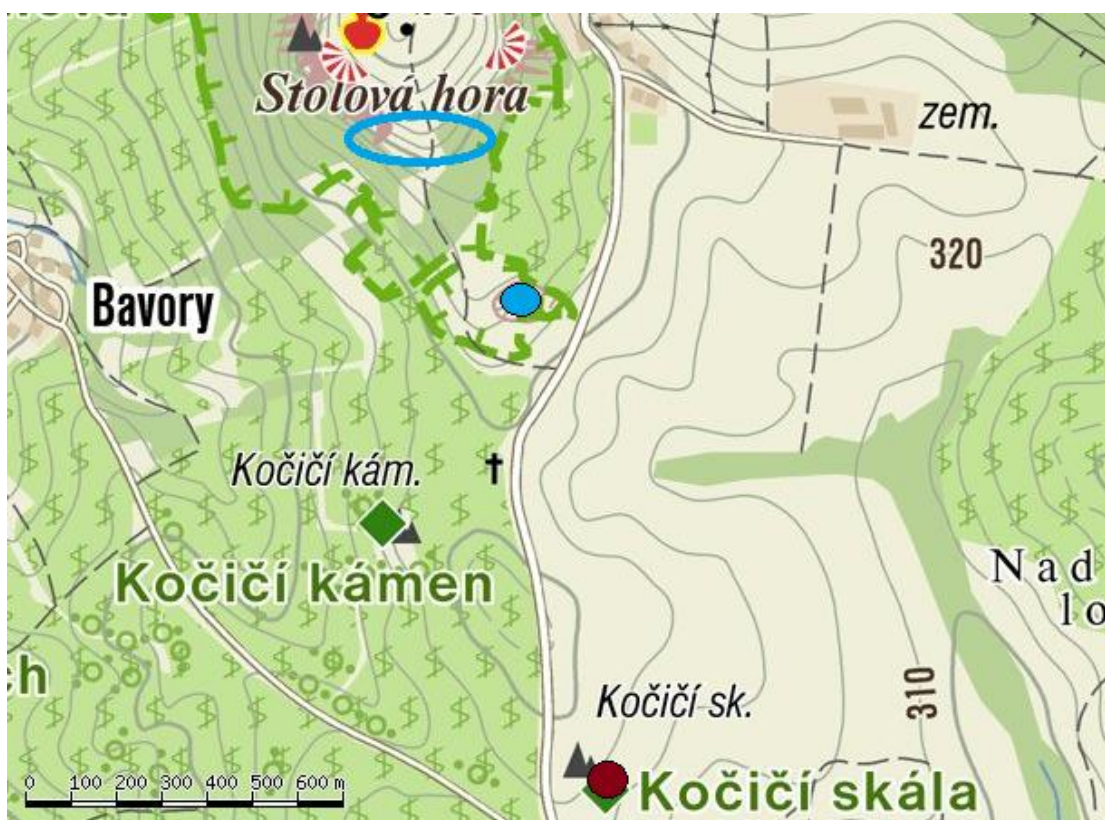 Stolová hora
zem.
320
Bavory
Kočičí kám.
Kočičí kámen
Nad
lo
ch
310
Kočičí sk.
Kočičí skála
0 100 200 300 400 500 600 m